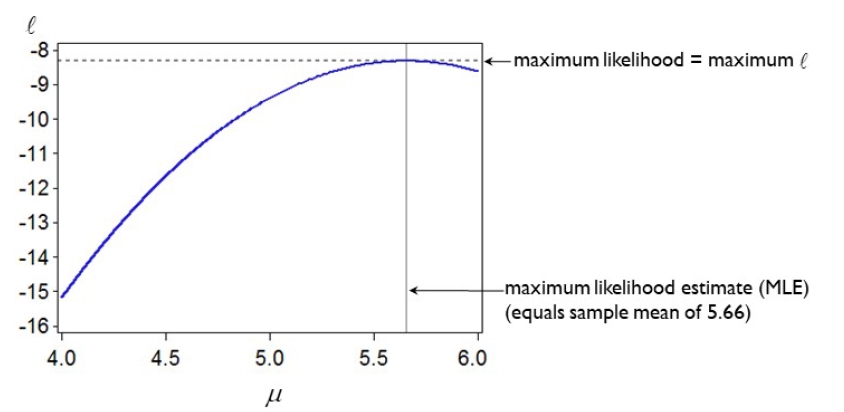 ℓ
-8
maximum likelihood = maximum ℓ
-9
-10
-11
-12
-13
-14
-15
maximum likelihood estimate (MLE)
(equals sample mean of 5.66)
-16
4.0 4.5 5.0 5.5 6.0
μ